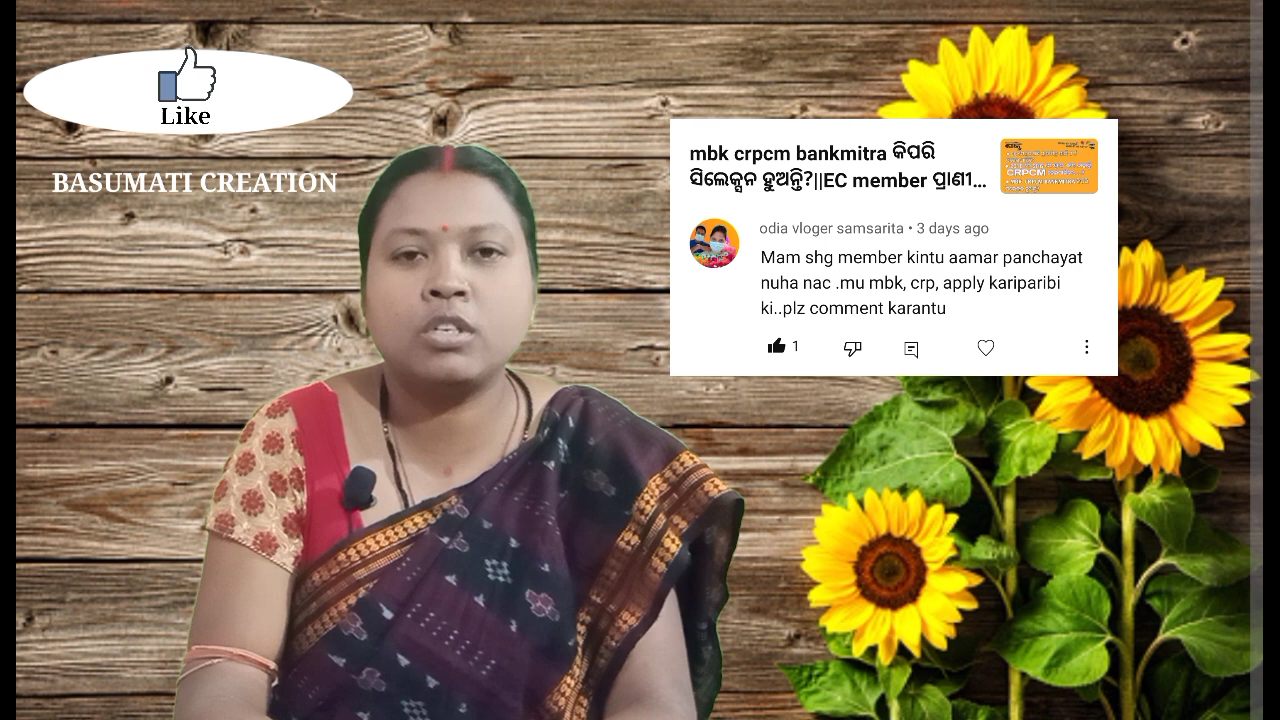 Like
BASUMATI CREATION
mbk crpcm bankmitra କିପରି
ସିଲେକ୍ସନ ହୁଅନ୍ତି?||EC member ପ୍ରାଣୀ...
CRPCM
odia vloger samsarita • 3 days ago
Mam shg member kintu aamar panchayat
nuha nac .mu mbk, crp, apply kariparibi
ki..plz comment karantu
1